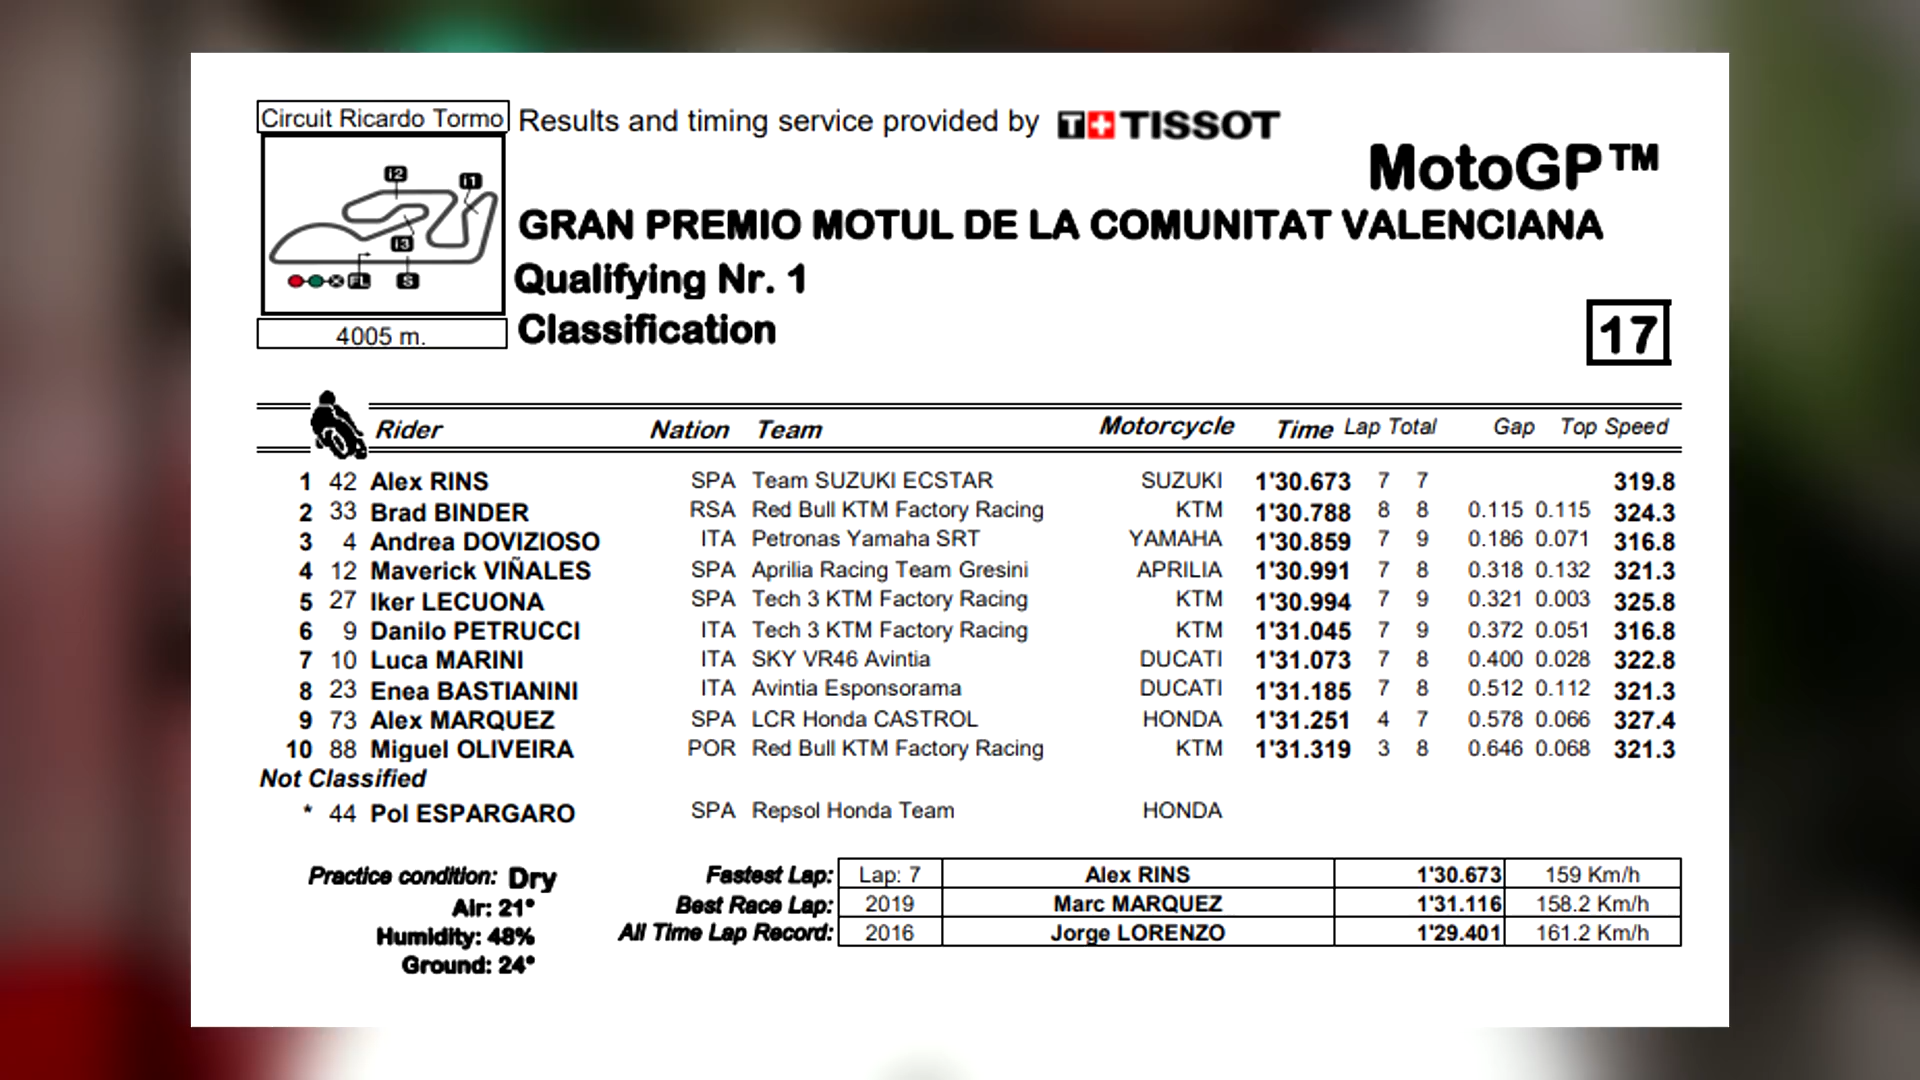 Circuit Ricardo Tormo
Results and timing service provided by T+ TISSOT
MotoGP™
GRAN PREMIO MOTUL DE LA COMUNITAT VALENCIANA
Qualifying Nr. 1
Classification
17
I2
I1
I3
FL
S
4005 m.
Rider Nation Team Motorcycle Time Lap Total Gap Top Speed
1 42 Alex RINS SPA Team SUZUKI ECSTAR SUZUKI 1'30.673 7 7 319.8
2 33 Brad BINDER RSA Red Bull KTM Factory Racing KTM 1'30.788 8 8 0.115 0.115 324.3
3 4 Andrea DOVIZIOSO ITA Petronas Yamaha SRT YAMAHA 1'30.859 7 9 0.186 0.071 316.8
4 12 Maverick VIÑALES SPA Aprilia Racing Team Gresini APRILIA 1'30.991 7 8 0.318 0.132 321.3
5 27 Iker LECUONA SPA Tech 3 KTM Factory Racing KTM 1'30.994 7 9 0.321 0.003 325.8
6 9 Danilo PETRUCCI ITA Tech 3 KTM Factory Racing KTM 1'31.045 7 9 0.372 0.051 316.8
7 10 Luca MARINI ITA SKY VR46 Avintia DUCATI 1'31.073 7 8 0.400 0.028 322.8
8 23 Enea BASTIANINI ITA Avintia Esponsorama DUCATI 1'31.185 7 8 0.512 0.112 321.3
9 73 Alex MARQUEZ SPA LCR Honda CASTROL HONDA 1'31.251 4 7 0.578 0.066 327.4
10 88 Miguel OLIVEIRA POR Red Bull KTM Factory Racing KTM 1'31.319 3 8 0.646 0.068 321.3
Not Classified
* 44 Pol ESPARGARO SPA Repsol Honda Team HONDA
Practice condition: Dry
Air: 21°
Humidity: 48%
Ground: 24°
Fastest Lap: Lap: 7 Alex RINS 1'30.673 159 Km/h
Best Race Lap: 2019 Marc MARQUEZ 1'31.116 158.2 Km/h
All Time Lap Record: 2016 Jorge LORENZO 1'29.401 161.2 Km/h